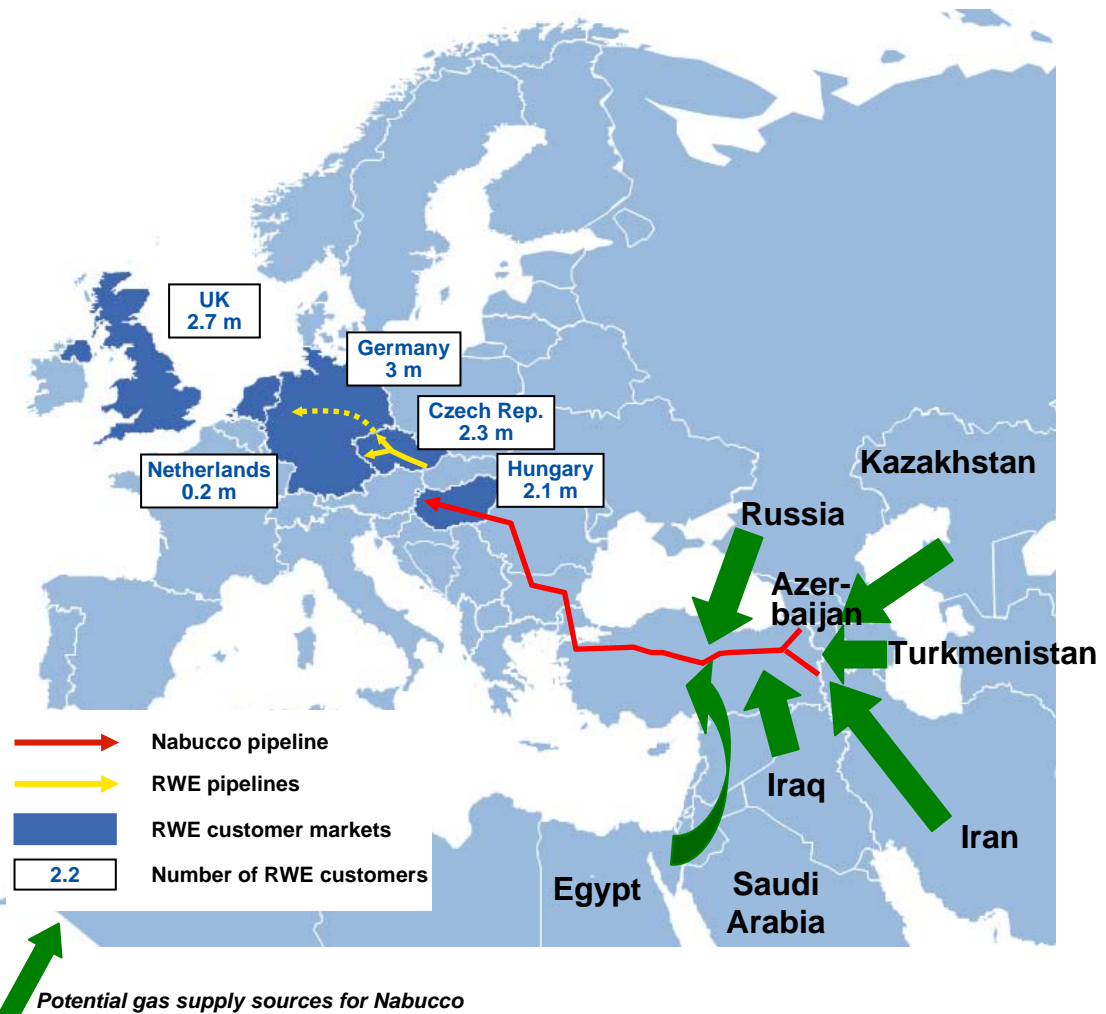 UK
2.7 m
Germany
3 m
Czech Rep.
2.3 m
Netherlands
0.2 m
Hungary
2.1 m
Kazakhstan
Russia
Azer-
baijan
Turkmenistan
Iraq
Iran
Egypt
Saudi
Arabia
Nabucco pipeline
RWE pipelines
RWE customer markets
2.2 Number of RWE customers
Potential gas supply sources for Nabucco